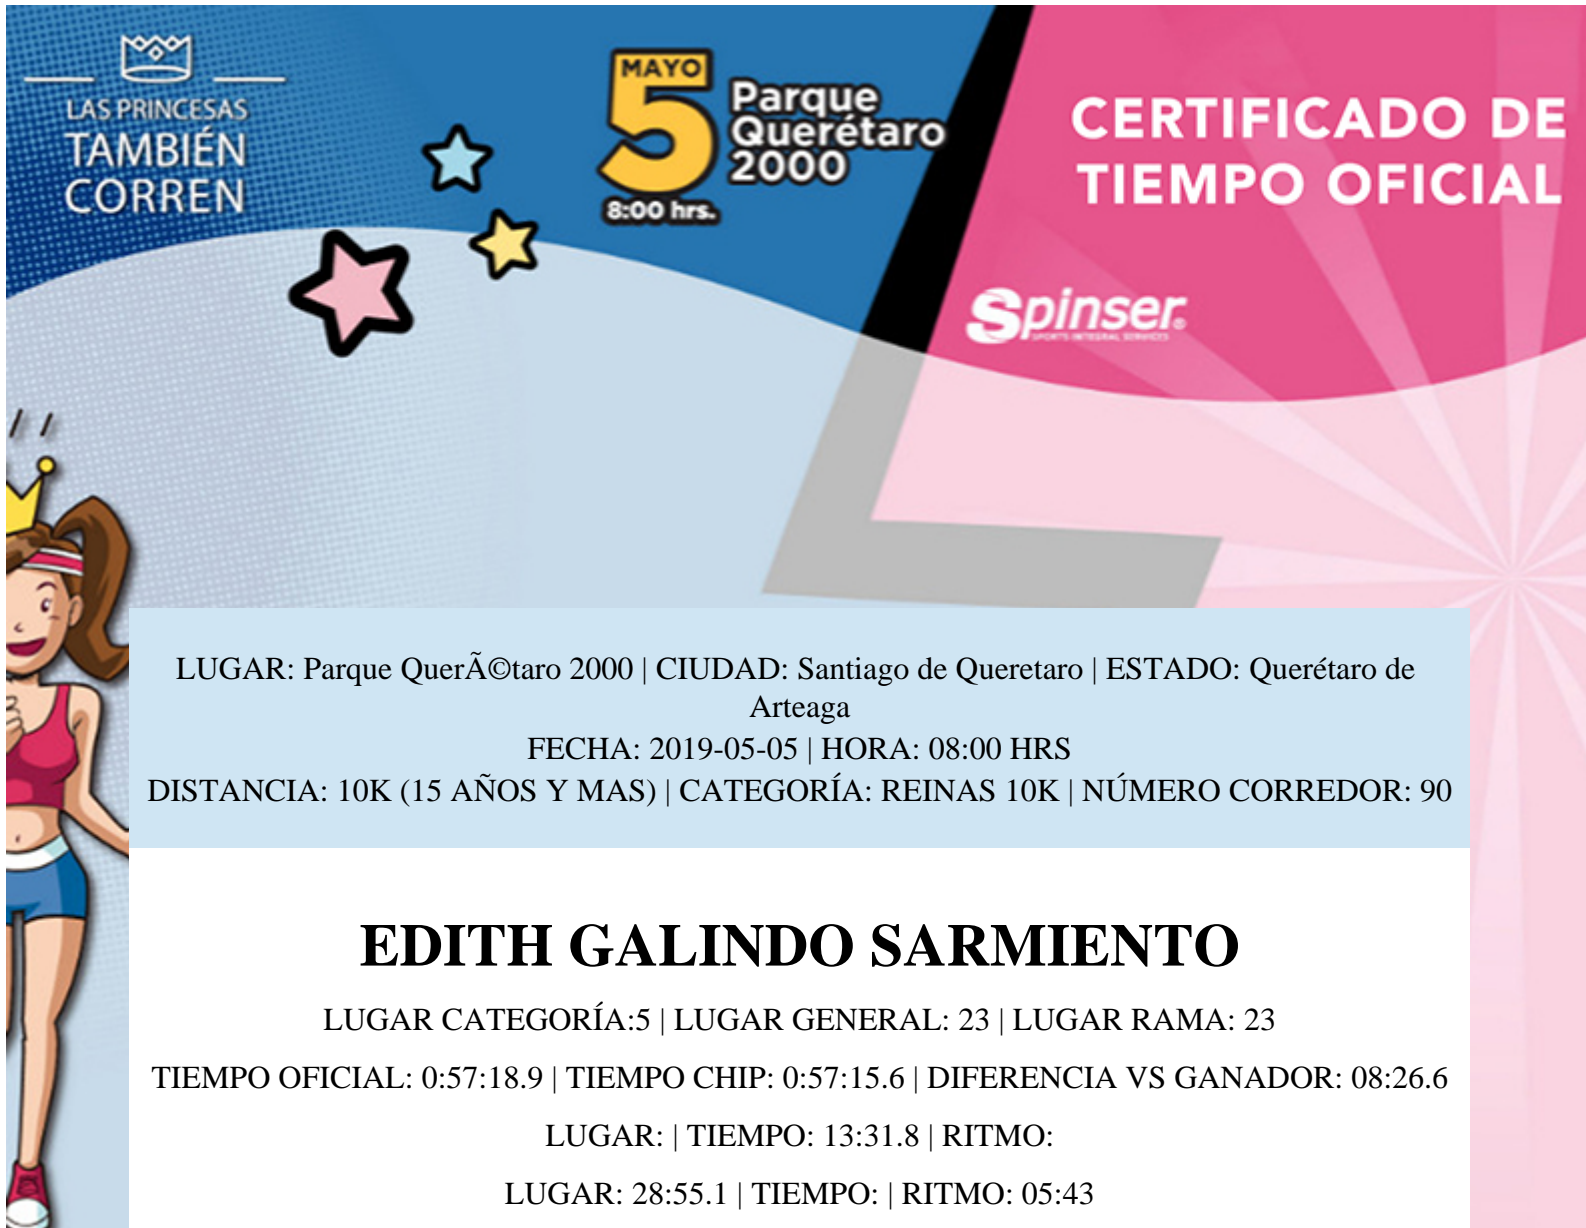 LAS PRINCESAS
TAMBIÉN
CORREN
MAYO
5
8:00 hrs.
Parque
Querétaro
2000
CERTIFICADO DE
TIEMPO OFICIAL
Spinser®
SPORTS INTEGRAL SERVICES
LUGAR: Parque QuerÃ©taro 2000 | CIUDAD: Santiago de Queretaro | ESTADO: Querétaro de
Arteaga
FECHA: 2019-05-05 | HORA: 08:00 HRS
DISTANCIA: 10K (15 AÑOS Y MAS) | CATEGORÍA: REINAS 10K | NÚMERO CORREDOR: 90
EDITH GALINDO SARMIENTO
LUGAR CATEGORÍA:5 | LUGAR GENERAL: 23 | LUGAR RAMA: 23
TIEMPO OFICIAL: 0:57:18.9 | TIEMPO CHIP: 0:57:15.6 | DIFERENCIA VS GANADOR: 08:26.6
LUGAR: | TIEMPO: 13:31.8 | RITMO:
LUGAR: 28:55.1 | TIEMPO: | RITMO: 05:43